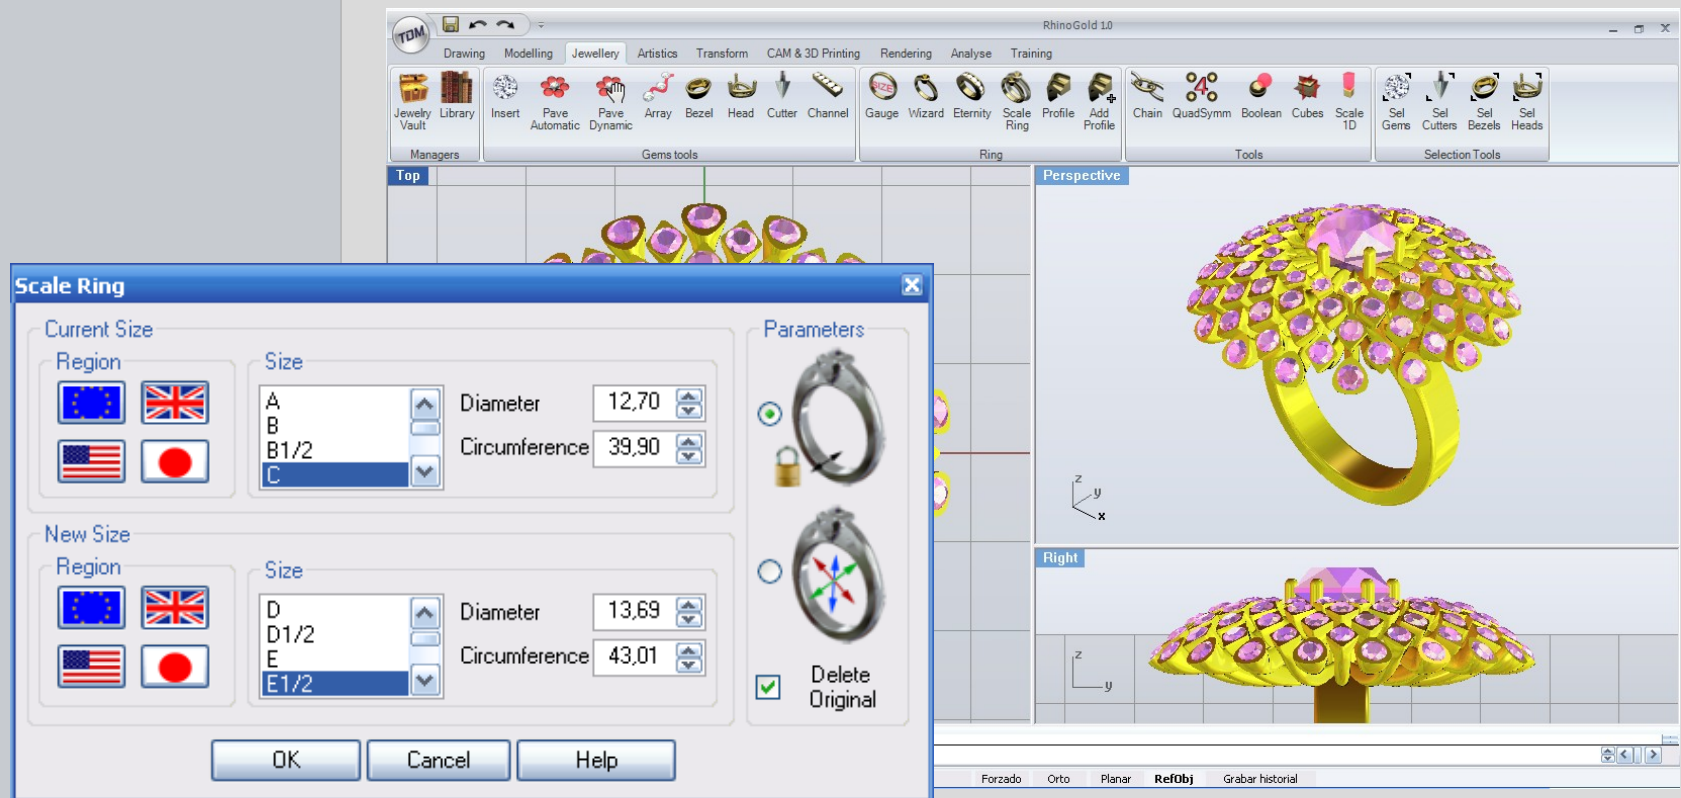 TDM
RhinoGold 1.0
Drawing Modelling Jewellery Artistics Transform CAM & 3D Printing Rendering Analyse Training
Jewelry Vault Library
Managers
Insert Pave Automatic Pave Dynamic Array Bezel Head Cutter Channel
Gems tools
SIZE
Gauge Wizard Eternity Scale Ring Profile Add Profile
Ring
4
Chain QuadSymm Boolean Cubes Scale 1D
Tools
Sel Gems Sel Cutters Sel Bezels Sel Heads
Selection Tools
Top
Perspective
z
y
x
Right
z
y
Scale Ring
Current Size
Region
Size
A
B
B1/2
C
Diameter 12,70
Circumference 39,90
New Size
Region
Size
D
D1/2
E
E1/2
Diameter 13,69
Circumference 43,01
Parameters
Delete
Original
OK Cancel Help
Forzado Orto Planar RefObj Grabar historial